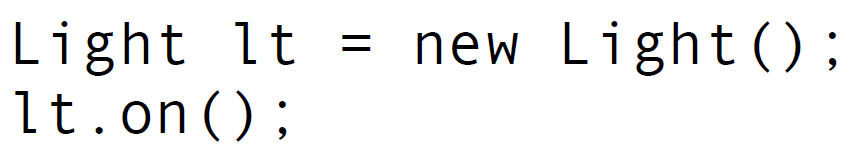 Light lt = new Light();
lt.on();